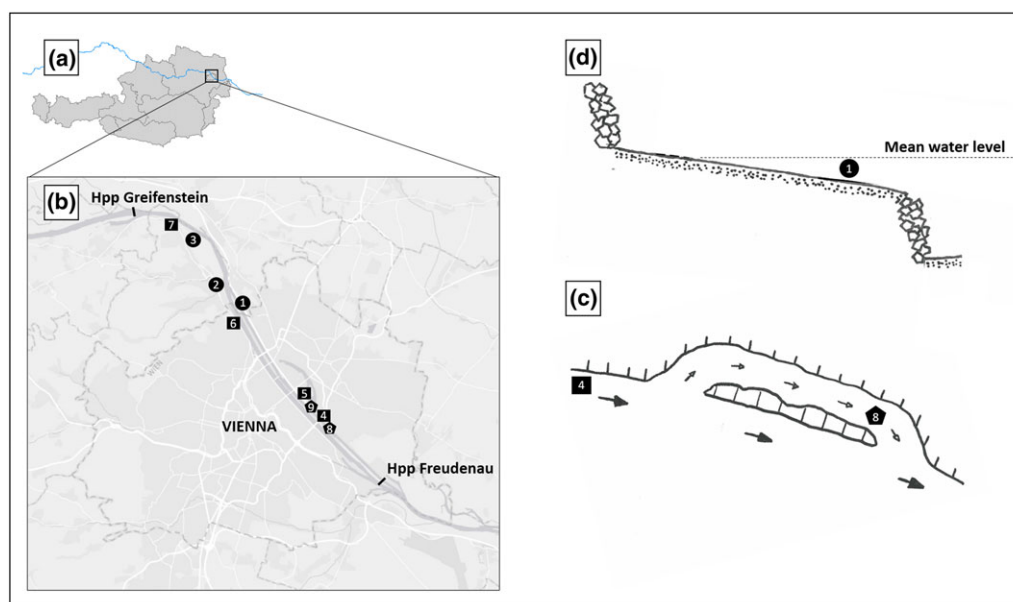 (a)
(b)
Hpp Greifenstein
7
3
2
1
6
5
9
4
8
VIENNA
Hpp Freudenau
(d)
Mean water level
1
(c)
4
8